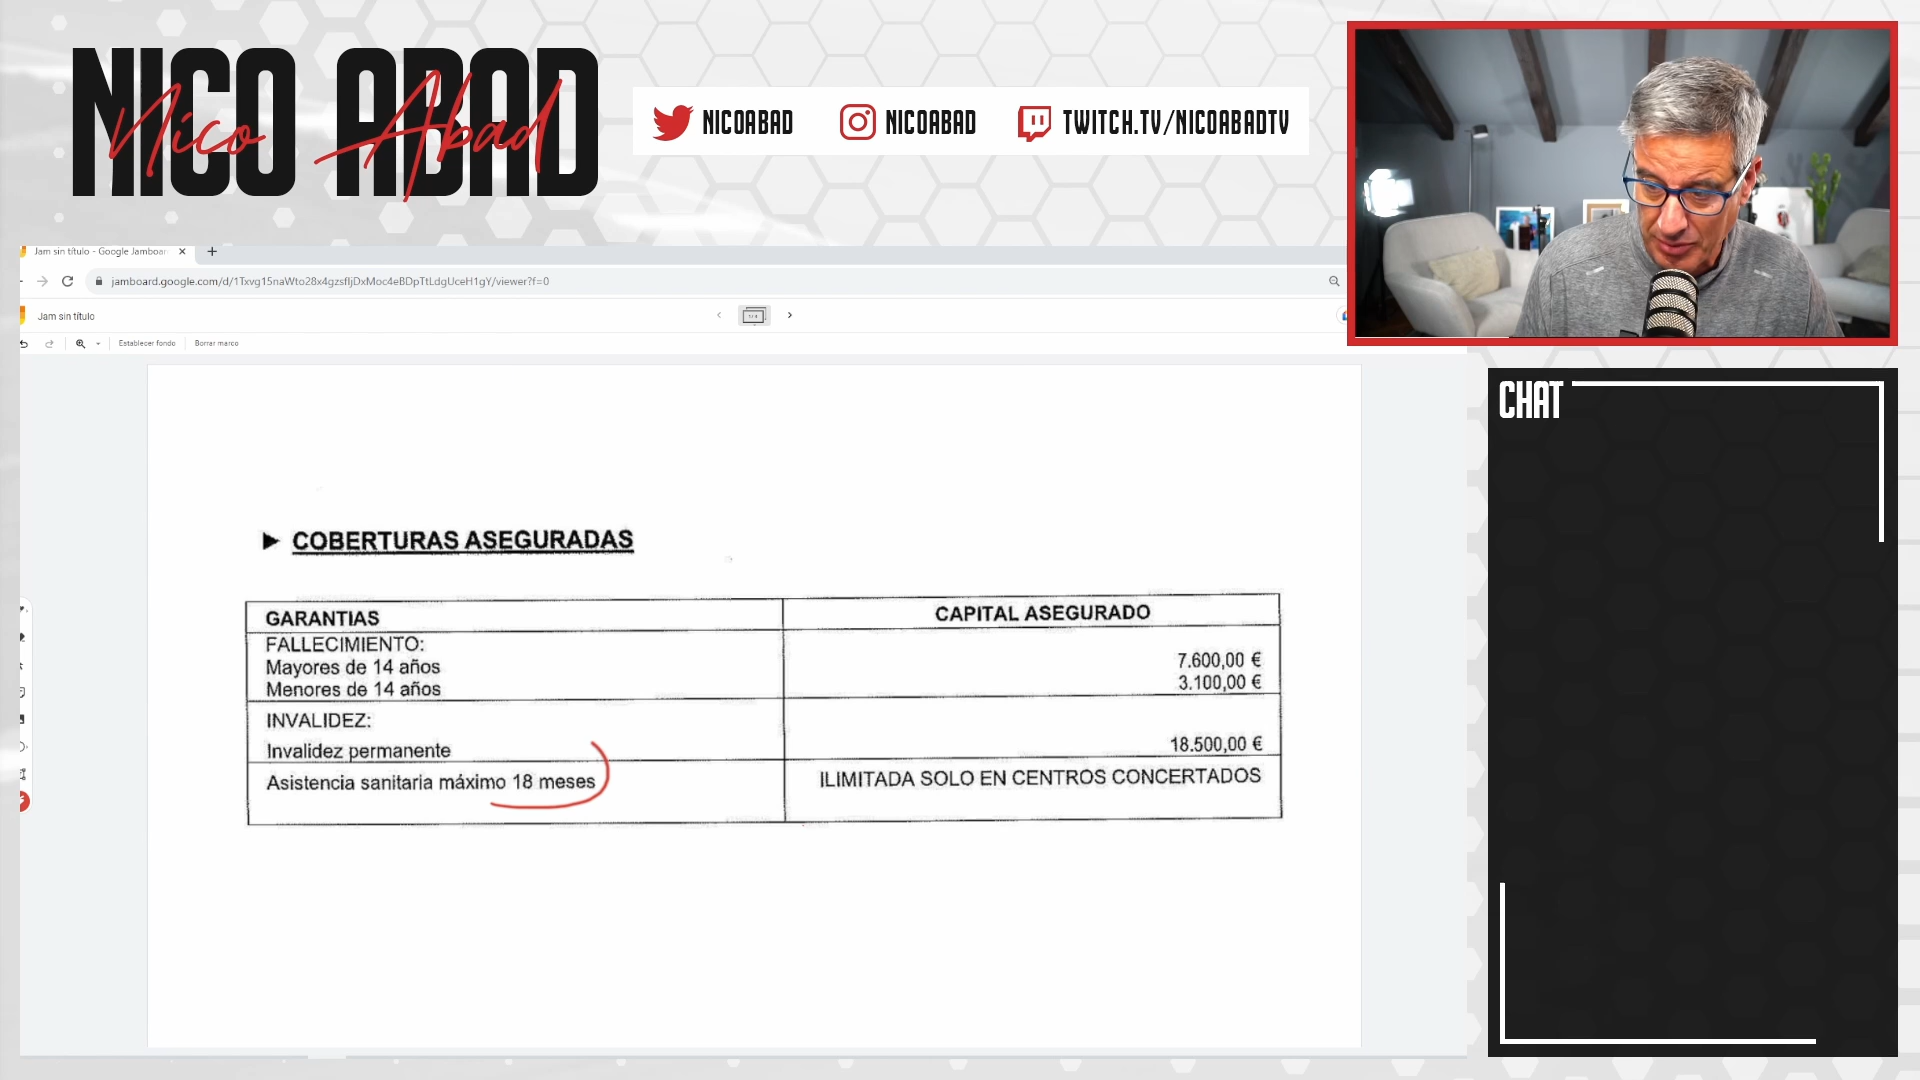 NICO ABAD
Nico Abad
NICOABAD
NICOABAD
TWITCH.TV/NICOABADTV
Jam sin título - Google Jamboar
jamboard.google.com/d/1Txvg15naWto28x4gzsfIjDxMoc4eBDpTtLdgUceH1gY/viewer?f=0
Jam sin título
Establecer fondo
Borrar marco
CHAT
► COBERTURAS ASEGURADAS
GARANTIAS CAPITAL ASEGURADO
FALLECIMIENTO:
Mayores de 14 años 7.600,00 €
Menores de 14 años 3.100,00 €
INVALIDEZ:
Invalidez permanente 18.500,00 €
Asistencia sanitaria máximo 18 meses ILIMITADA SOLO EN CENTROS CONCERTADOS